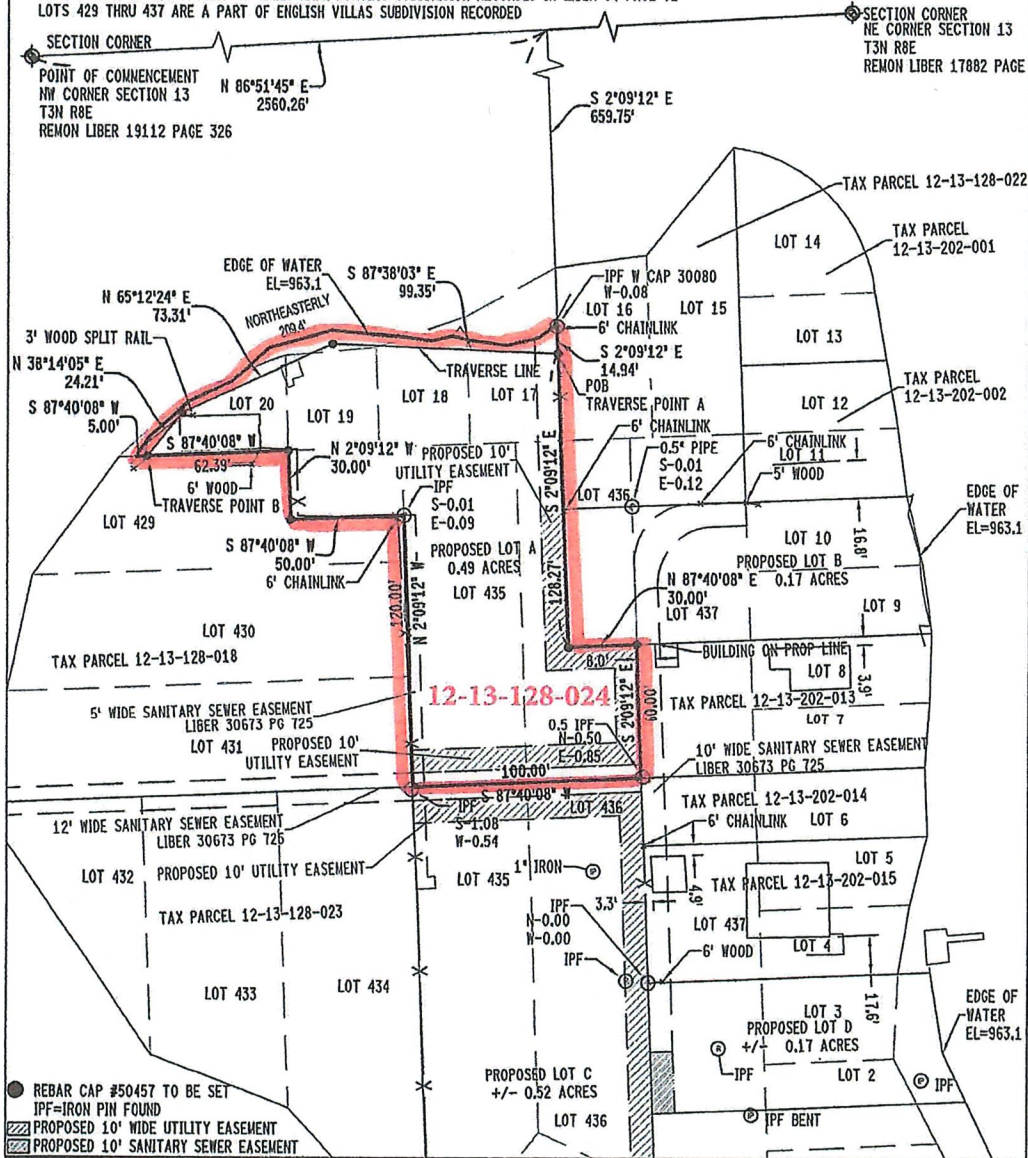 LOTS 429 THRU 437 ARE A PART OF ENGLISH VILLAS SUBDIVISION RECORDED
SECTION CORNER
POINT OF COMMENCEMENT
NW CORNER SECTION 13
T3N R8E
REMON LIBER 19112 PAGE 326
N 86°51'45" E
2560.26'
S 2°09'12" E
659.75'
SECTION CORNER
NE CORNER SECTION 13
T3N R8E
REMON LIBER 17882 PAGE
TAX PARCEL 12-13-128-022
TAX PARCEL
12-13-202-001
LOT 14
LOT 15
LOT 13
EDGE OF WATER
EL=963.1
S 87°38'03" E
99.35'
IPF W CAP 30080
W-0.08
LOT 16
6' CHAINLINK
N 65°12'24" E
73.31'
NORTHEASTERLY
209.4'
3' WOOD SPLIT RAIL
N 38°14'05" E
24.21'
S 87°40'08" W
5.00'
TRAVERSE LINE
S 2°09'12" E
14.94'
POB
TRAVERSE POINT A
LOT 20
LOT 19
LOT 18
LOT 17
LOT 12
TAX PARCEL
12-13-202-002
S 87°40'08" W
62.39'
6' WOOD
TRAVERSE POINT B
N 2°09'12" W
30.00'
PROPOSED 10'
UTILITY EASEMENT
S 2°09'12" E
128.27'
6' CHAINLINK
0.5" PIPE
S-0.01
E-0.12
6' CHAINLINK
LOT 11
5' WOOD
LOT 436
LOT 429
IPF
S-0.01
E-0.09
S 87°40'08" W
50.00'
6' CHAINLINK
PROPOSED LOT A
0.49 ACRES
LOT 435
N 2°09'12" W
120.00'
EDGE OF
WATER
EL=963.1
16.8'
LOT 10
PROPOSED LOT B
0.17 ACRES
N 87°40'08" E
30.00'
LOT 437
LOT 9
LOT 430
TAX PARCEL 12-13-128-018
BUILDING ON PROP LINE
LOT 8
3.9'
8.0'
S 2°09'12" E
60.00'
12-13-128-024
TAX PARCEL 12-13-202-013
LOT 7
5' WIDE SANITARY SEWER EASEMENT
LIBER 30673 PG 725
LOT 431
PROPOSED 10'
UTILITY EASEMENT
0.5 IPF
N-0.50
E-0.85
10' WIDE SANITARY SEWER EASEMENT
LIBER 30673 PG 725
100.00'
S 87°40'08" W
LOT 436
IPF
S-1.08
W-0.54
TAX PARCEL 12-13-202-014
6' CHAINLINK
LOT 6
12' WIDE SANITARY SEWER EASEMENT
LIBER 30673 PG 725
PROPOSED 10' UTILITY EASEMENT
LOT 432
LOT 435
1" IRON
LOT 5
TAX PARCEL 12-13-202-015
4.9'
3.3'
TAX PARCEL 12-13-128-023
IPF
N-0.00
W-0.00
IPF
LOT 437
LOT 4
6' WOOD
LOT 433
LOT 434
17.6'
LOT 3
PROPOSED LOT D
+/- 0.17 ACRES
EDGE OF
WATER
EL=963.1
IPF
LOT 2
IPF
IPF BENT
PROPOSED LOT C
+/- 0.52 ACRES
LOT 436
REBAR CAP #50457 TO BE SET
IPF=IRON PIN FOUND
PROPOSED 10' WIDE UTILITY EASEMENT
PROPOSED 10' SANITARY SEWER EASEMENT